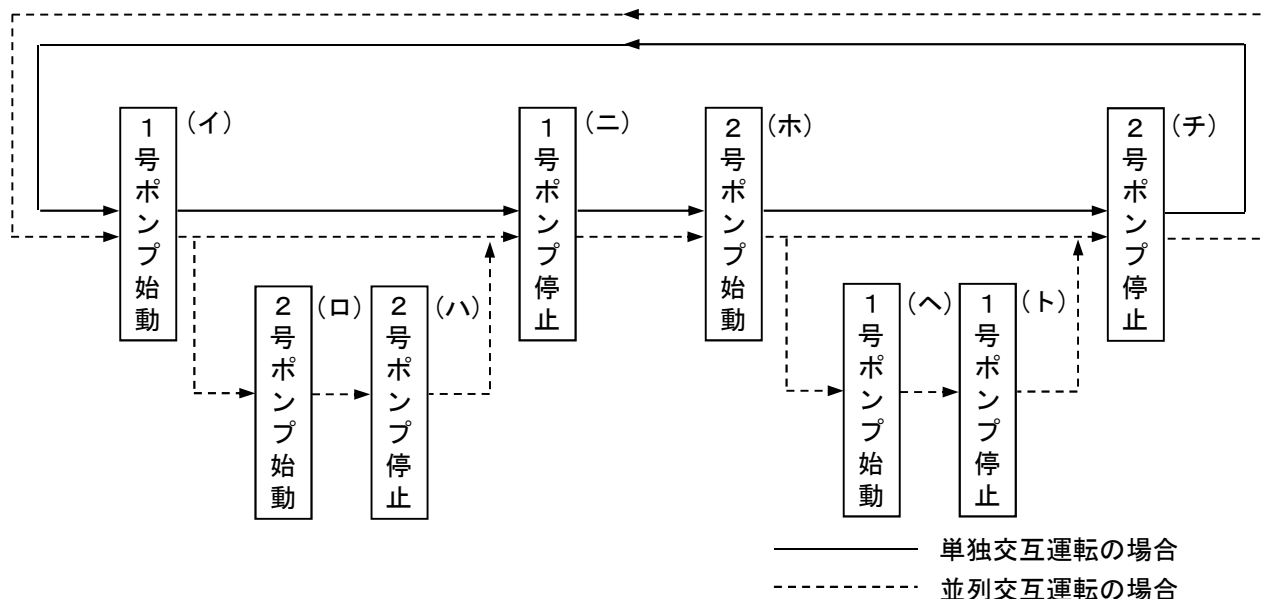 1号ポンプ始動
（イ）
1号ポンプ停止
（ニ）
2号ポンプ始動
（ホ）
2号ポンプ停止
（チ）
2号ポンプ始動
（ロ）
2号ポンプ停止
（ハ）
1号ポンプ始動
（ヘ）
1号ポンプ停止
（ト）
単独交互運転の場合
並列交互運転の場合